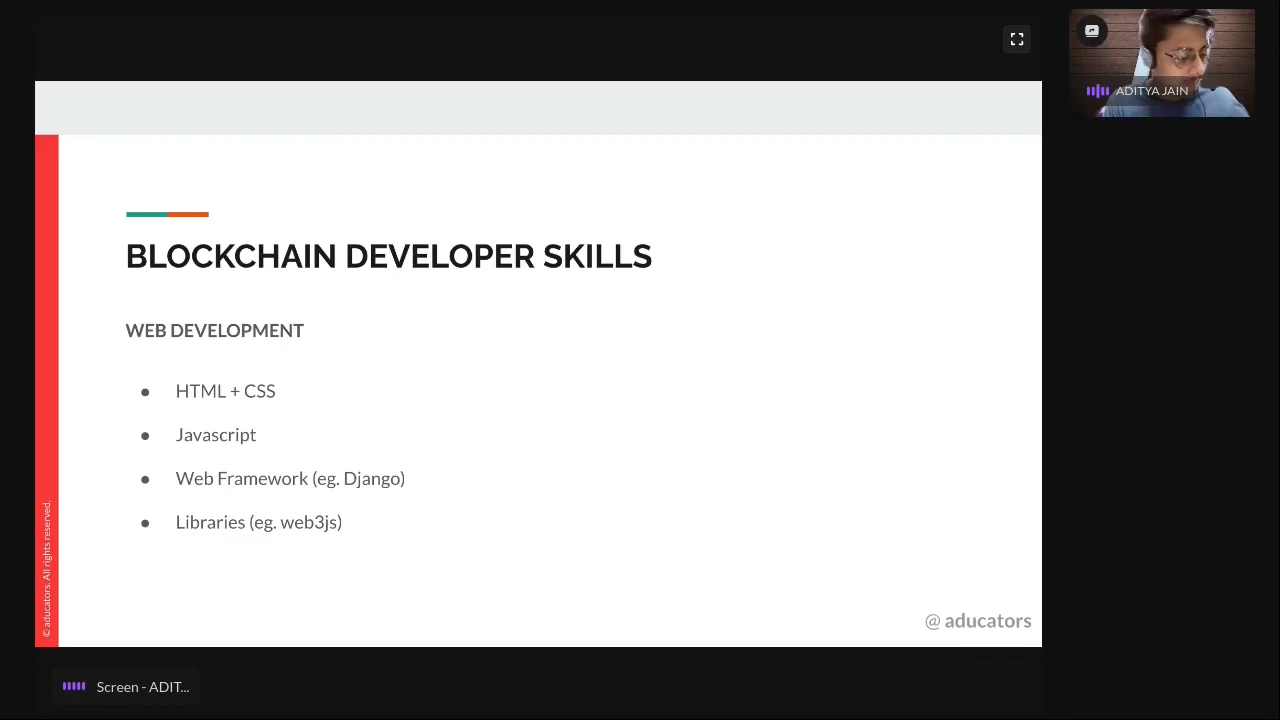 ADITYA JAIN
BLOCKCHAIN DEVELOPER SKILLS
WEB DEVELOPMENT
● HTML + CSS
● Javascript
● Web Framework (eg. Django)
● Libraries (eg. web3js)
© aducators. All rights reserved.
@ aducators
Screen - ADIT...